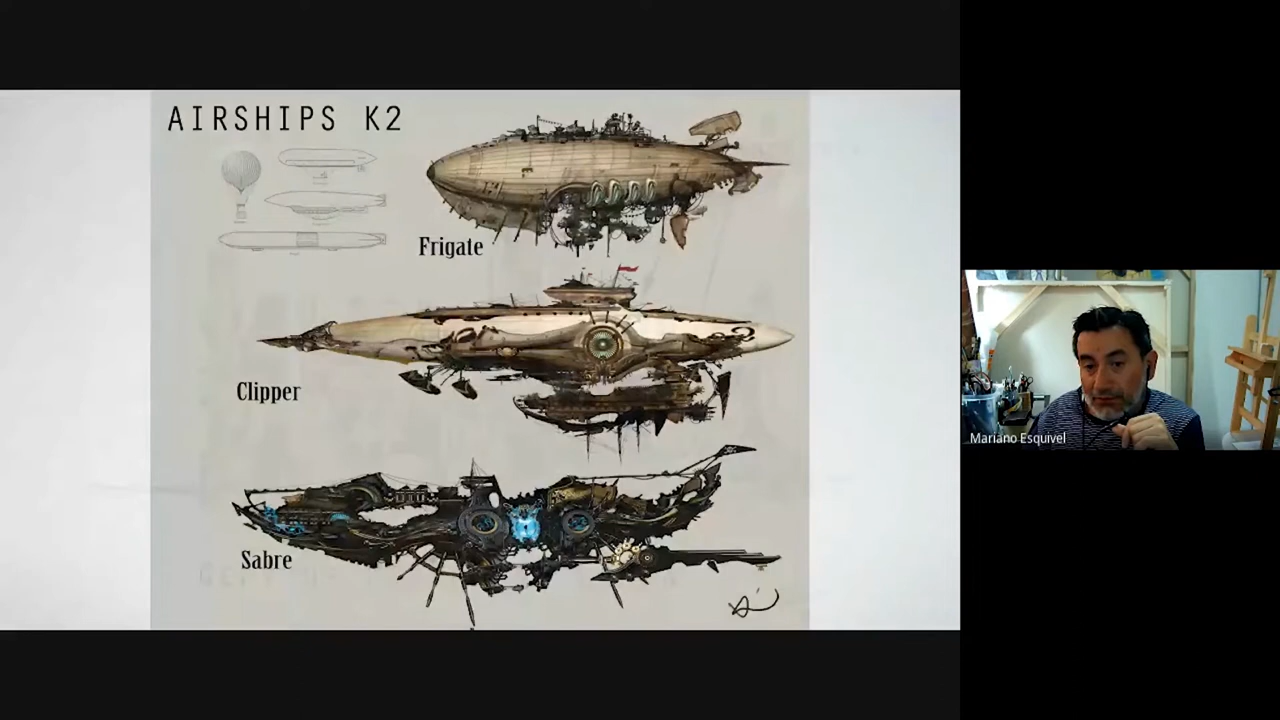 AIRSHIPS K2
Frigate
Clipper
Sabre
Mariano Esquivel